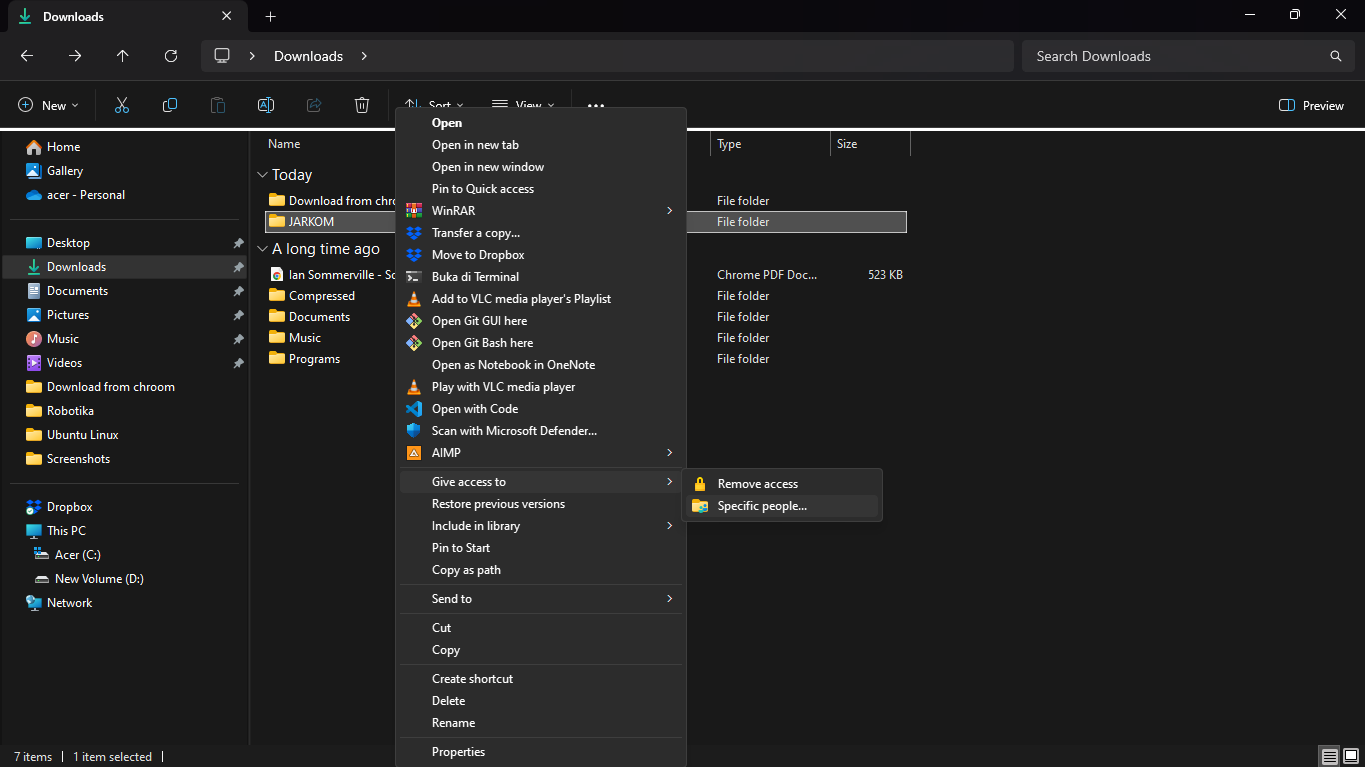 Downloads
Downloads
Search Downloads
New
Sort
View
Preview
Home
Gallery
acer - Personal
Desktop
Downloads
Documents
Pictures
Music
Videos
Download from chroom
Robotika
Ubuntu Linux
Screenshots
Dropbox
This PC
Acer (C:)
New Volume (D:)
Network
Name
Type
Size
Today
Download from chro
File folder
JARKOM
File folder
A long time ago
Ian Sommerville - So
Chrome PDF Doc...
523 KB
Compressed
File folder
Documents
File folder
Music
File folder
Programs
File folder
Open
Open in new tab
Open in new window
Pin to Quick access
WinRAR
Transfer a copy...
Move to Dropbox
Buka di Terminal
Add to VLC media player's Playlist
Open Git GUI here
Open Git Bash here
Open as Notebook in OneNote
Play with VLC media player
Open with Code
Scan with Microsoft Defender...
AIMP
Give access to
Restore previous versions
Include in library
Pin to Start
Copy as path
Send to
Cut
Copy
Create shortcut
Delete
Rename
Properties
Remove access
Specific people...
7 items
1 item selected